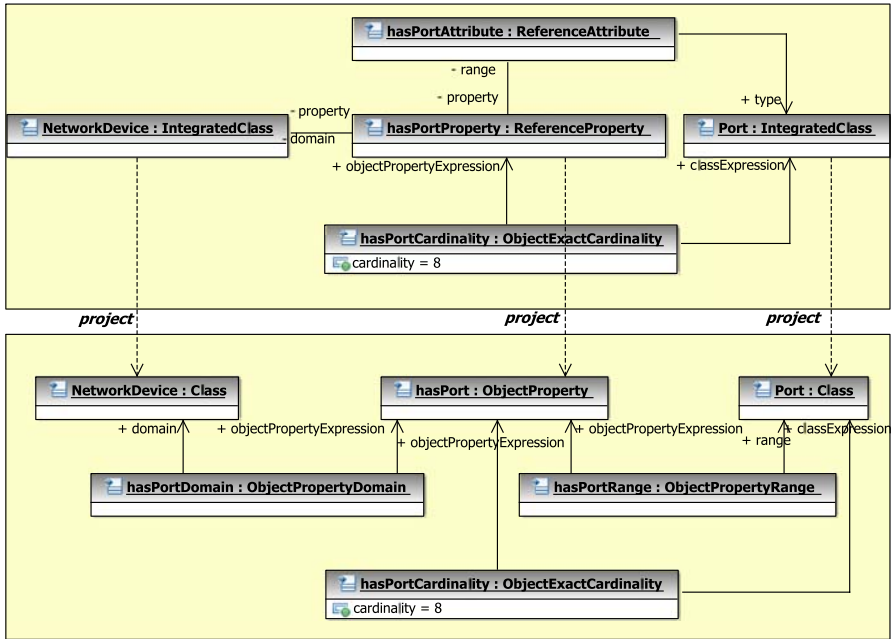 hasPortAttribute : ReferenceAttribute
- range
- property
+ type
- property
NetworkDevice : IntegratedClass
- domain
hasPortProperty : ReferenceProperty
Port : IntegratedClass
+ objectPropertyExpression
+ classExpression
hasPortCardinality : ObjectExactCardinality
cardinality = 8
project
project
project
NetworkDevice : Class
hasPort : ObjectProperty
Port : Class
+ domain
+ objectPropertyExpression
+ objectPropertyExpression
+ objectPropertyExpression
+ range
+ classExpression
hasPortDomain : ObjectPropertyDomain
hasPortRange : ObjectPropertyRange
hasPortCardinality : ObjectExactCardinality
cardinality = 8